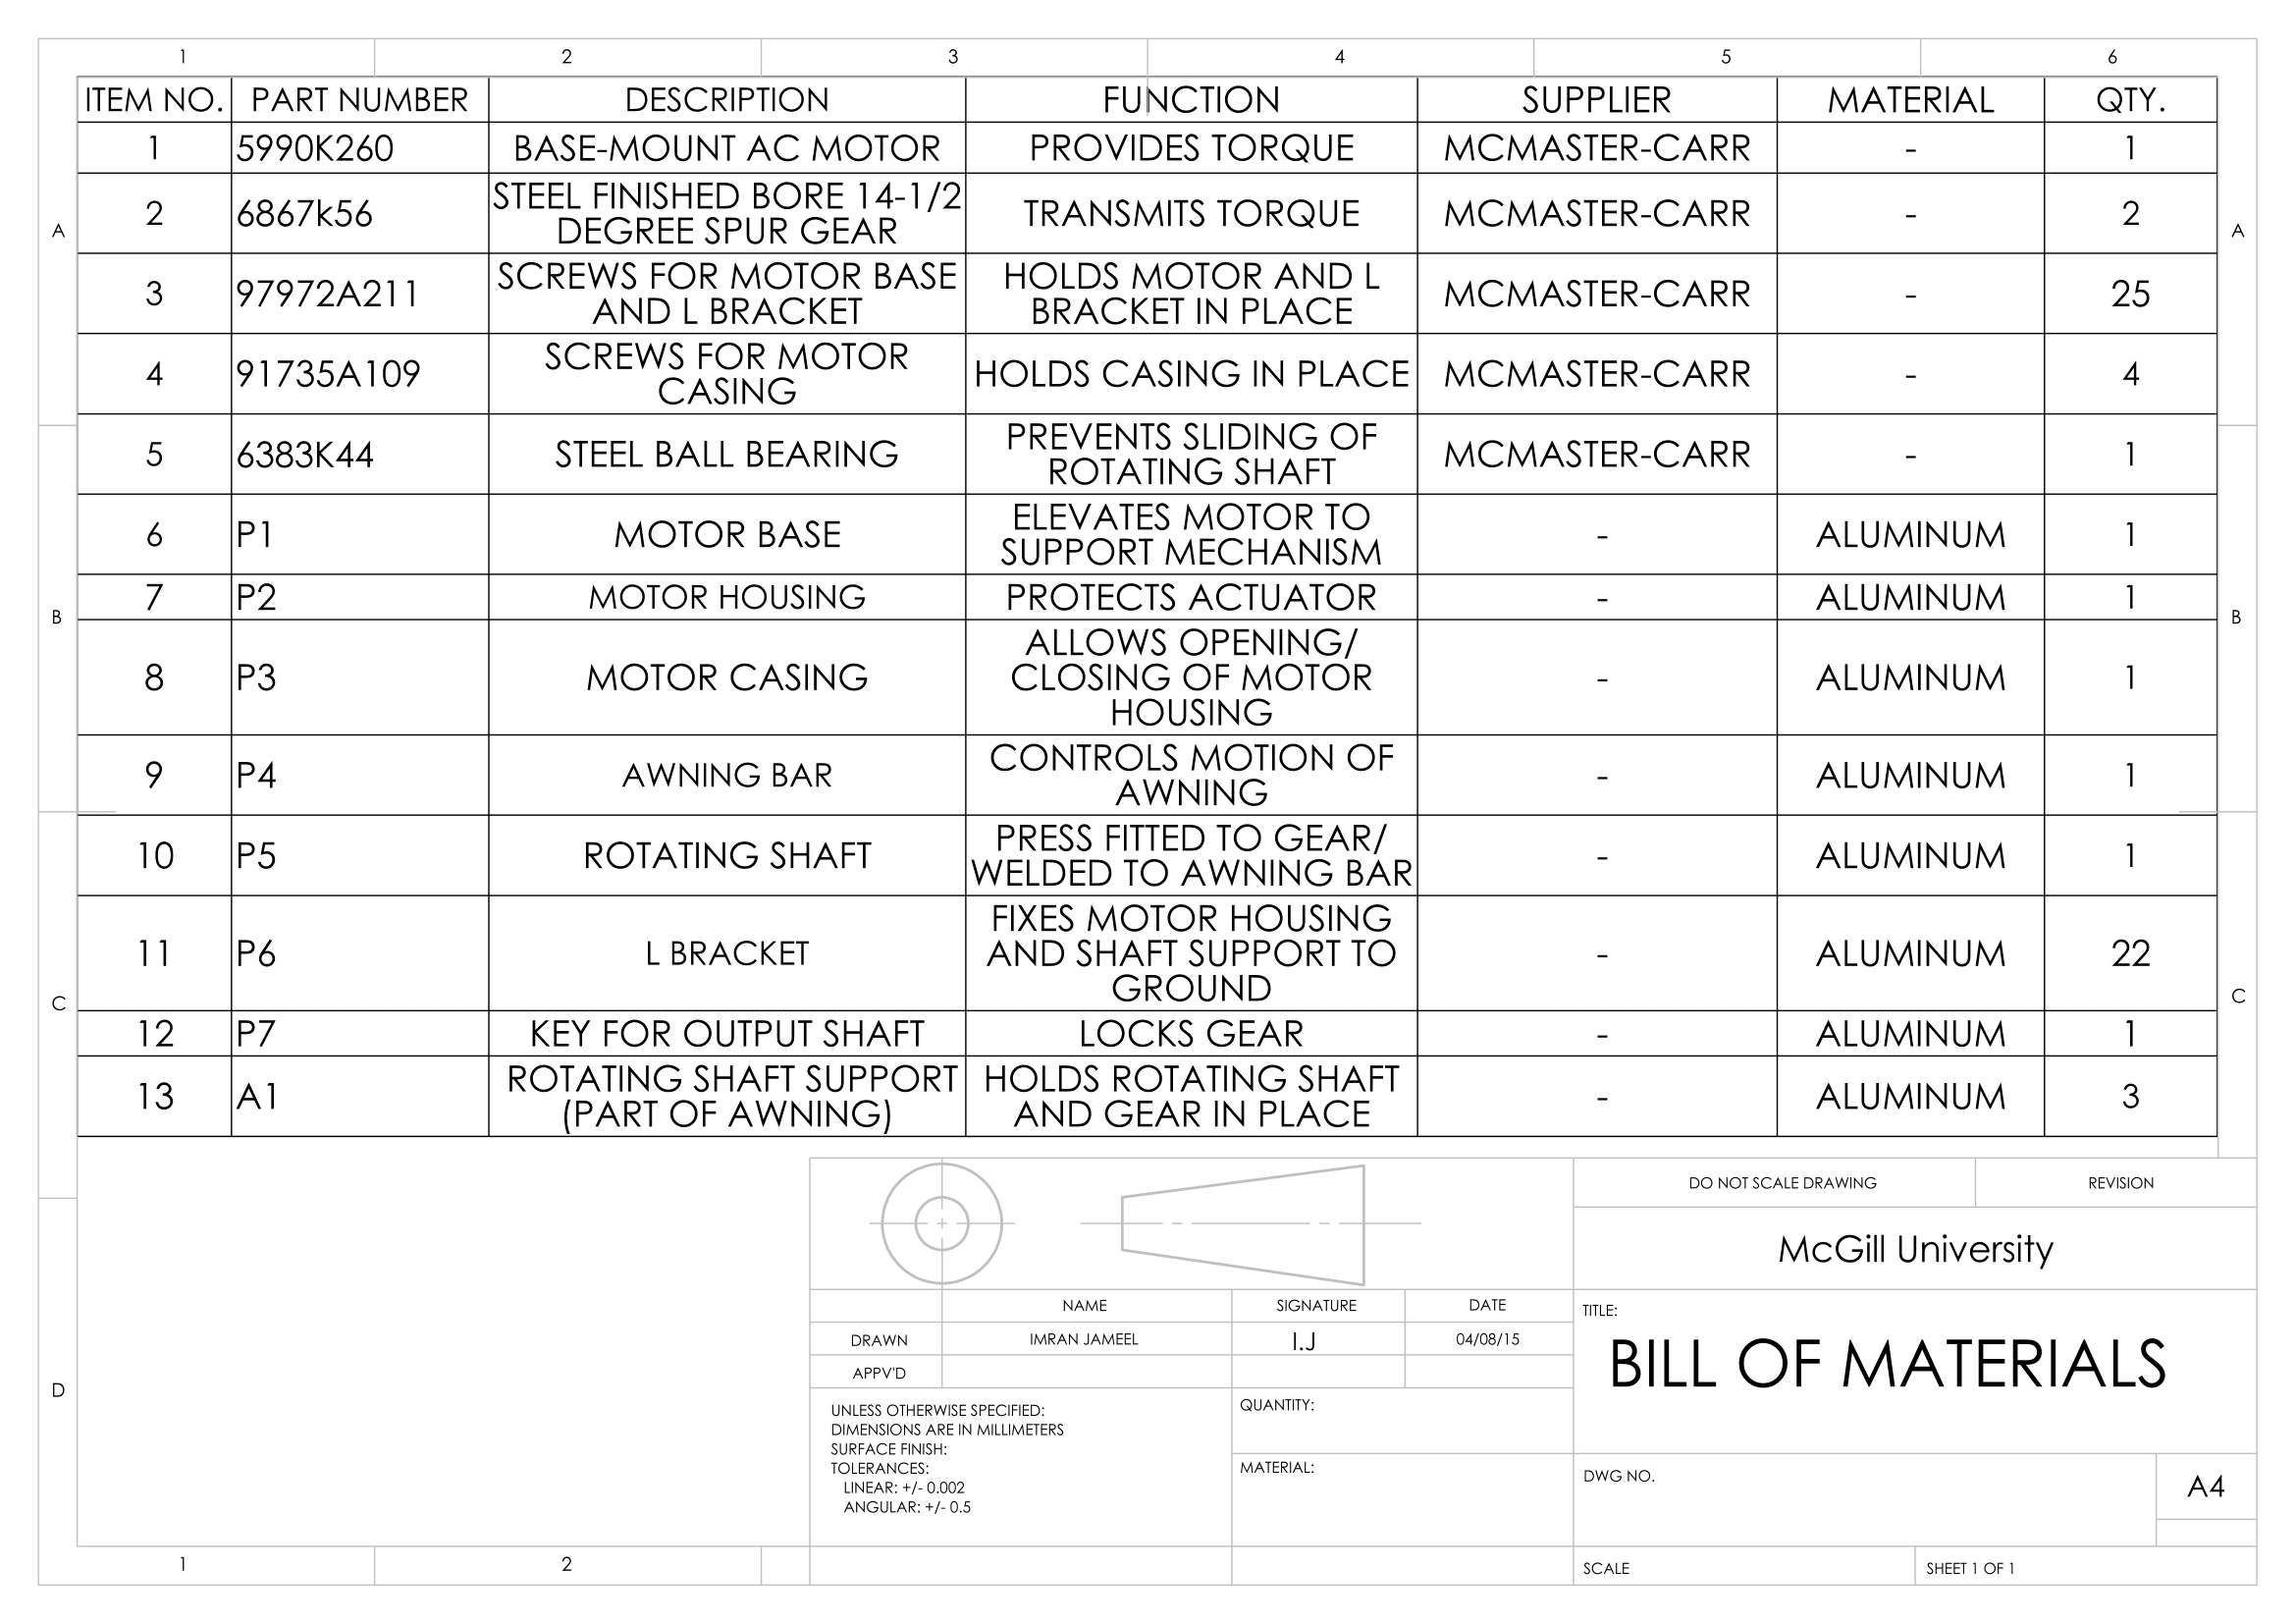 1 2 3 4 5 6
ITEM NO. PART NUMBER DESCRIPTION FUNCTION SUPPLIER MATERIAL QTY.
1 5990K260 BASE-MOUNT AC MOTOR PROVIDES TORQUE MCMASTER-CARR - 1
A
2 6867k56 STEEL FINISHED BORE 14-1/2
DEGREE SPUR GEAR TRANSMITS TORQUE MCMASTER-CARR - 2
A
3 97972A211 SCREWS FOR MOTOR BASE
AND L BRACKET HOLDS MOTOR AND L
BRACKET IN PLACE MCMASTER-CARR - 25
4 91735A109 SCREWS FOR MOTOR
CASING HOLDS CASING IN PLACE MCMASTER-CARR - 4
5 6383K44 STEEL BALL BEARING PREVENTS SLIDING OF
ROTATING SHAFT MCMASTER-CARR - 1
6 P1 MOTOR BASE ELEVATES MOTOR TO
SUPPORT MECHANISM - ALUMINUM 1
B
7 P2 MOTOR HOUSING PROTECTS ACTUATOR - ALUMINUM 1
B
8 P3 MOTOR CASING ALLOWS OPENING/
CLOSING OF MOTOR
HOUSING - ALUMINUM 1
9 P4 AWNING BAR CONTROLS MOTION OF
AWNING - ALUMINUM 1
10 P5 ROTATING SHAFT PRESS FITTED TO GEAR/
WELDED TO AWNING BAR - ALUMINUM 1
11 P6 L BRACKET FIXES MOTOR HOUSING
AND SHAFT SUPPORT TO
GROUND - ALUMINUM 22
C
C
12 P7 KEY FOR OUTPUT SHAFT LOCKS GEAR - ALUMINUM 1
13 A1 ROTATING SHAFT SUPPORT
(PART OF AWNING) HOLDS ROTATING SHAFT
AND GEAR IN PLACE - ALUMINUM 3
DO NOT SCALE DRAWING REVISION
McGill University
NAME SIGNATURE DATE
DRAWN IMRAN JAMEEL I.J 04/08/15
APPV'D
TITLE:
BILL OF MATERIALS
D
UNLESS OTHERWISE SPECIFIED:
DIMENSIONS ARE IN MILLIMETERS
SURFACE FINISH:
TOLERANCES:
LINEAR: +/- 0.002
ANGULAR: +/- 0.5
QUANTITY:
MATERIAL:
DWG NO.
A4
SCALE
SHEET 1 OF 1
1 2